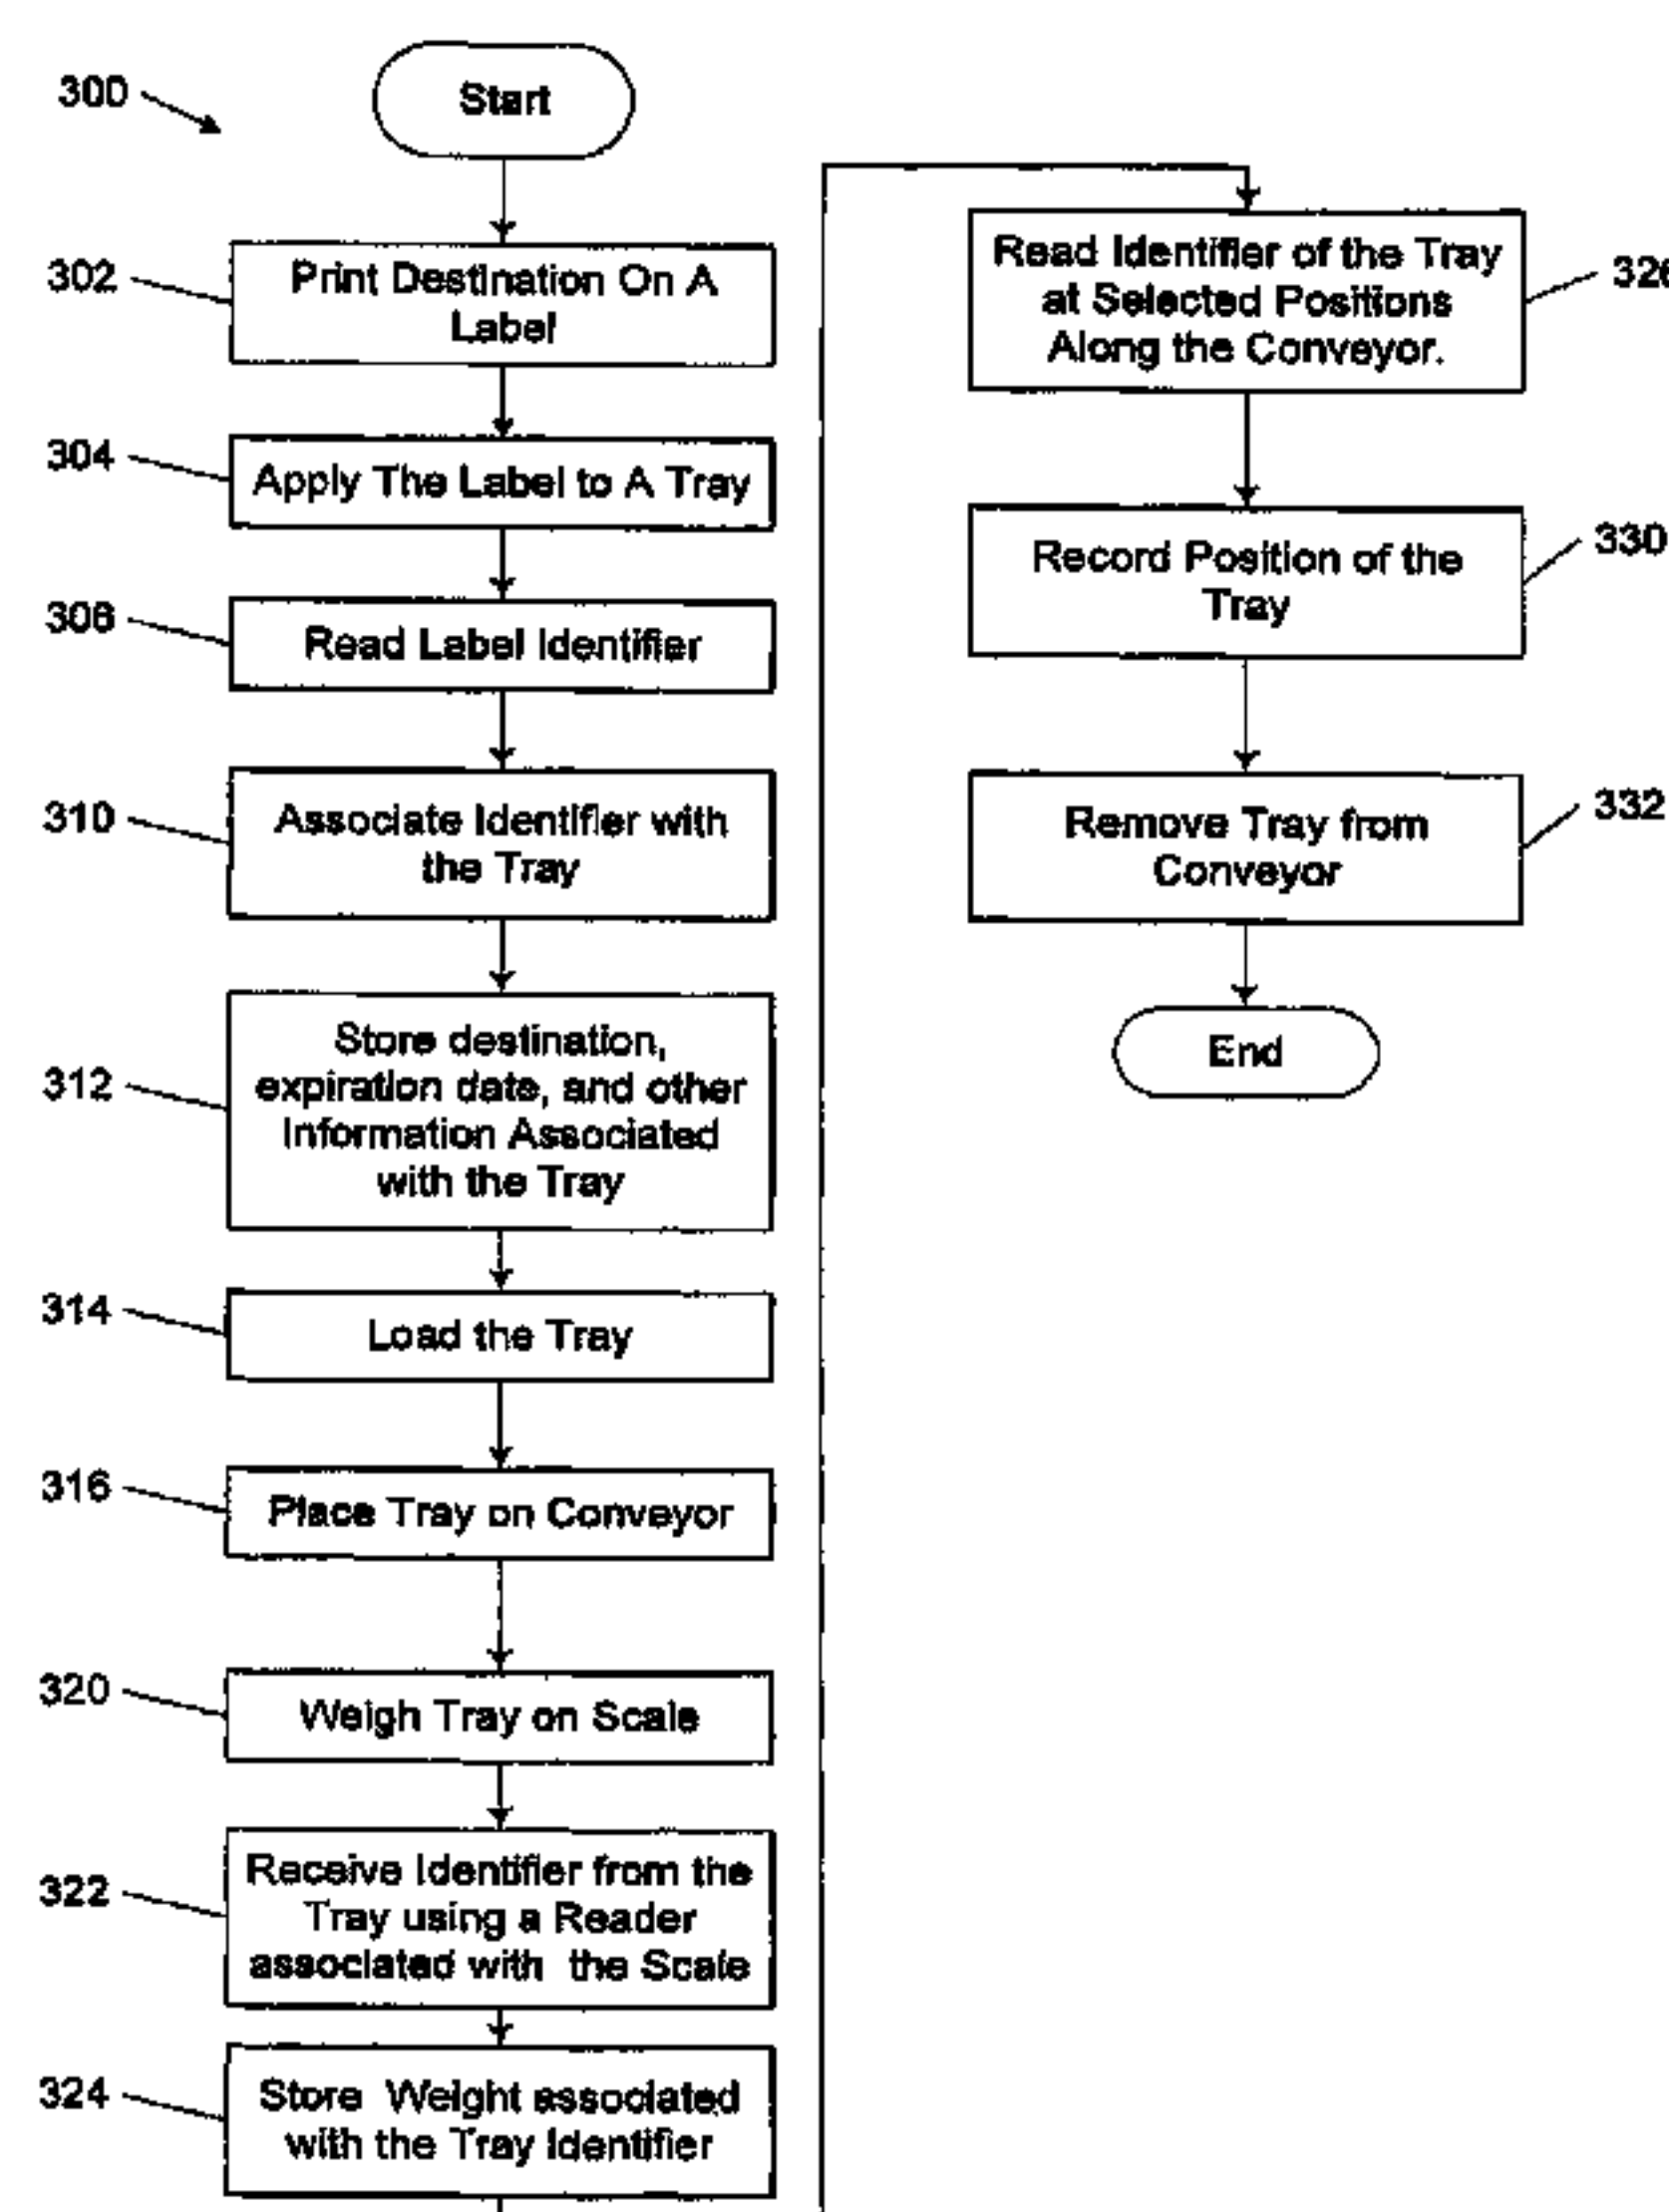 300
Start
302
Print Destination On A
Label
304
Apply The Label to A Tray
306
Read Label Identifier
310
Associate Identifier with
the Tray
312
Store destination,
expiration date, and other
Information Associated
with the Tray
314
Load the Tray
316
Place Tray on Conveyor
320
Weigh Tray on Scale
322
Receive Identifier from the
Tray using a Reader
associated with the Scale
324
Store Weight associated
with the Tray Identifier
Read Identifier of the Tray
at Selected Positions
Along the Conveyor.
326
Record Position of the
Tray
330
Remove Tray from
Conveyor
332
End